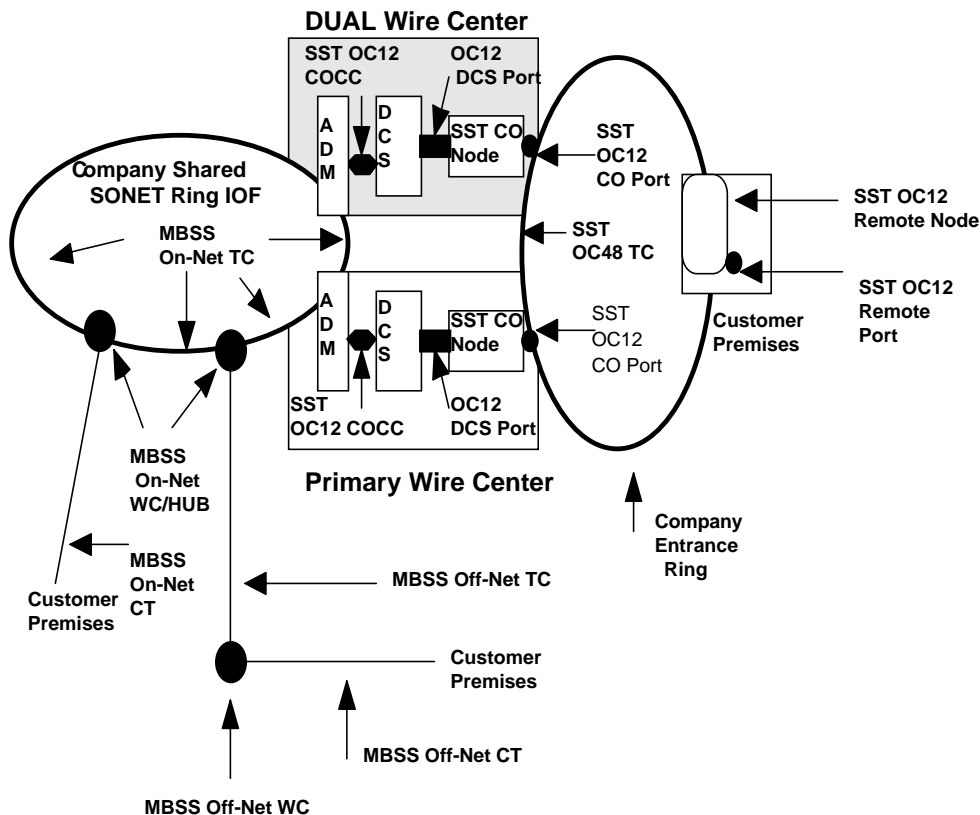 DUAL Wire Center
SST OC12
COCC
OC12
DCS Port
A
D
M
D
C
S
SST CO
Node
SST
OC12
CO Port
Company Shared
SONET Ring IOF
MBSS
On-Net TC
SST
OC48 TC
SST OC12
Remote Node
SST OC12
Remote
Port
Customer
Premises
A
D
M
D
C
S
SST CO
Node
SST
OC12
CO Port
SST
OC12 COCC
OC12
DCS Port
Primary Wire Center
MBSS
On-Net
WC/HUB
Company
Entrance
Ring
MBSS
On-Net
CT
Customer
Premises
MBSS Off-Net TC
Customer
Premises
MBSS Off-Net CT
MBSS Off-Net WC